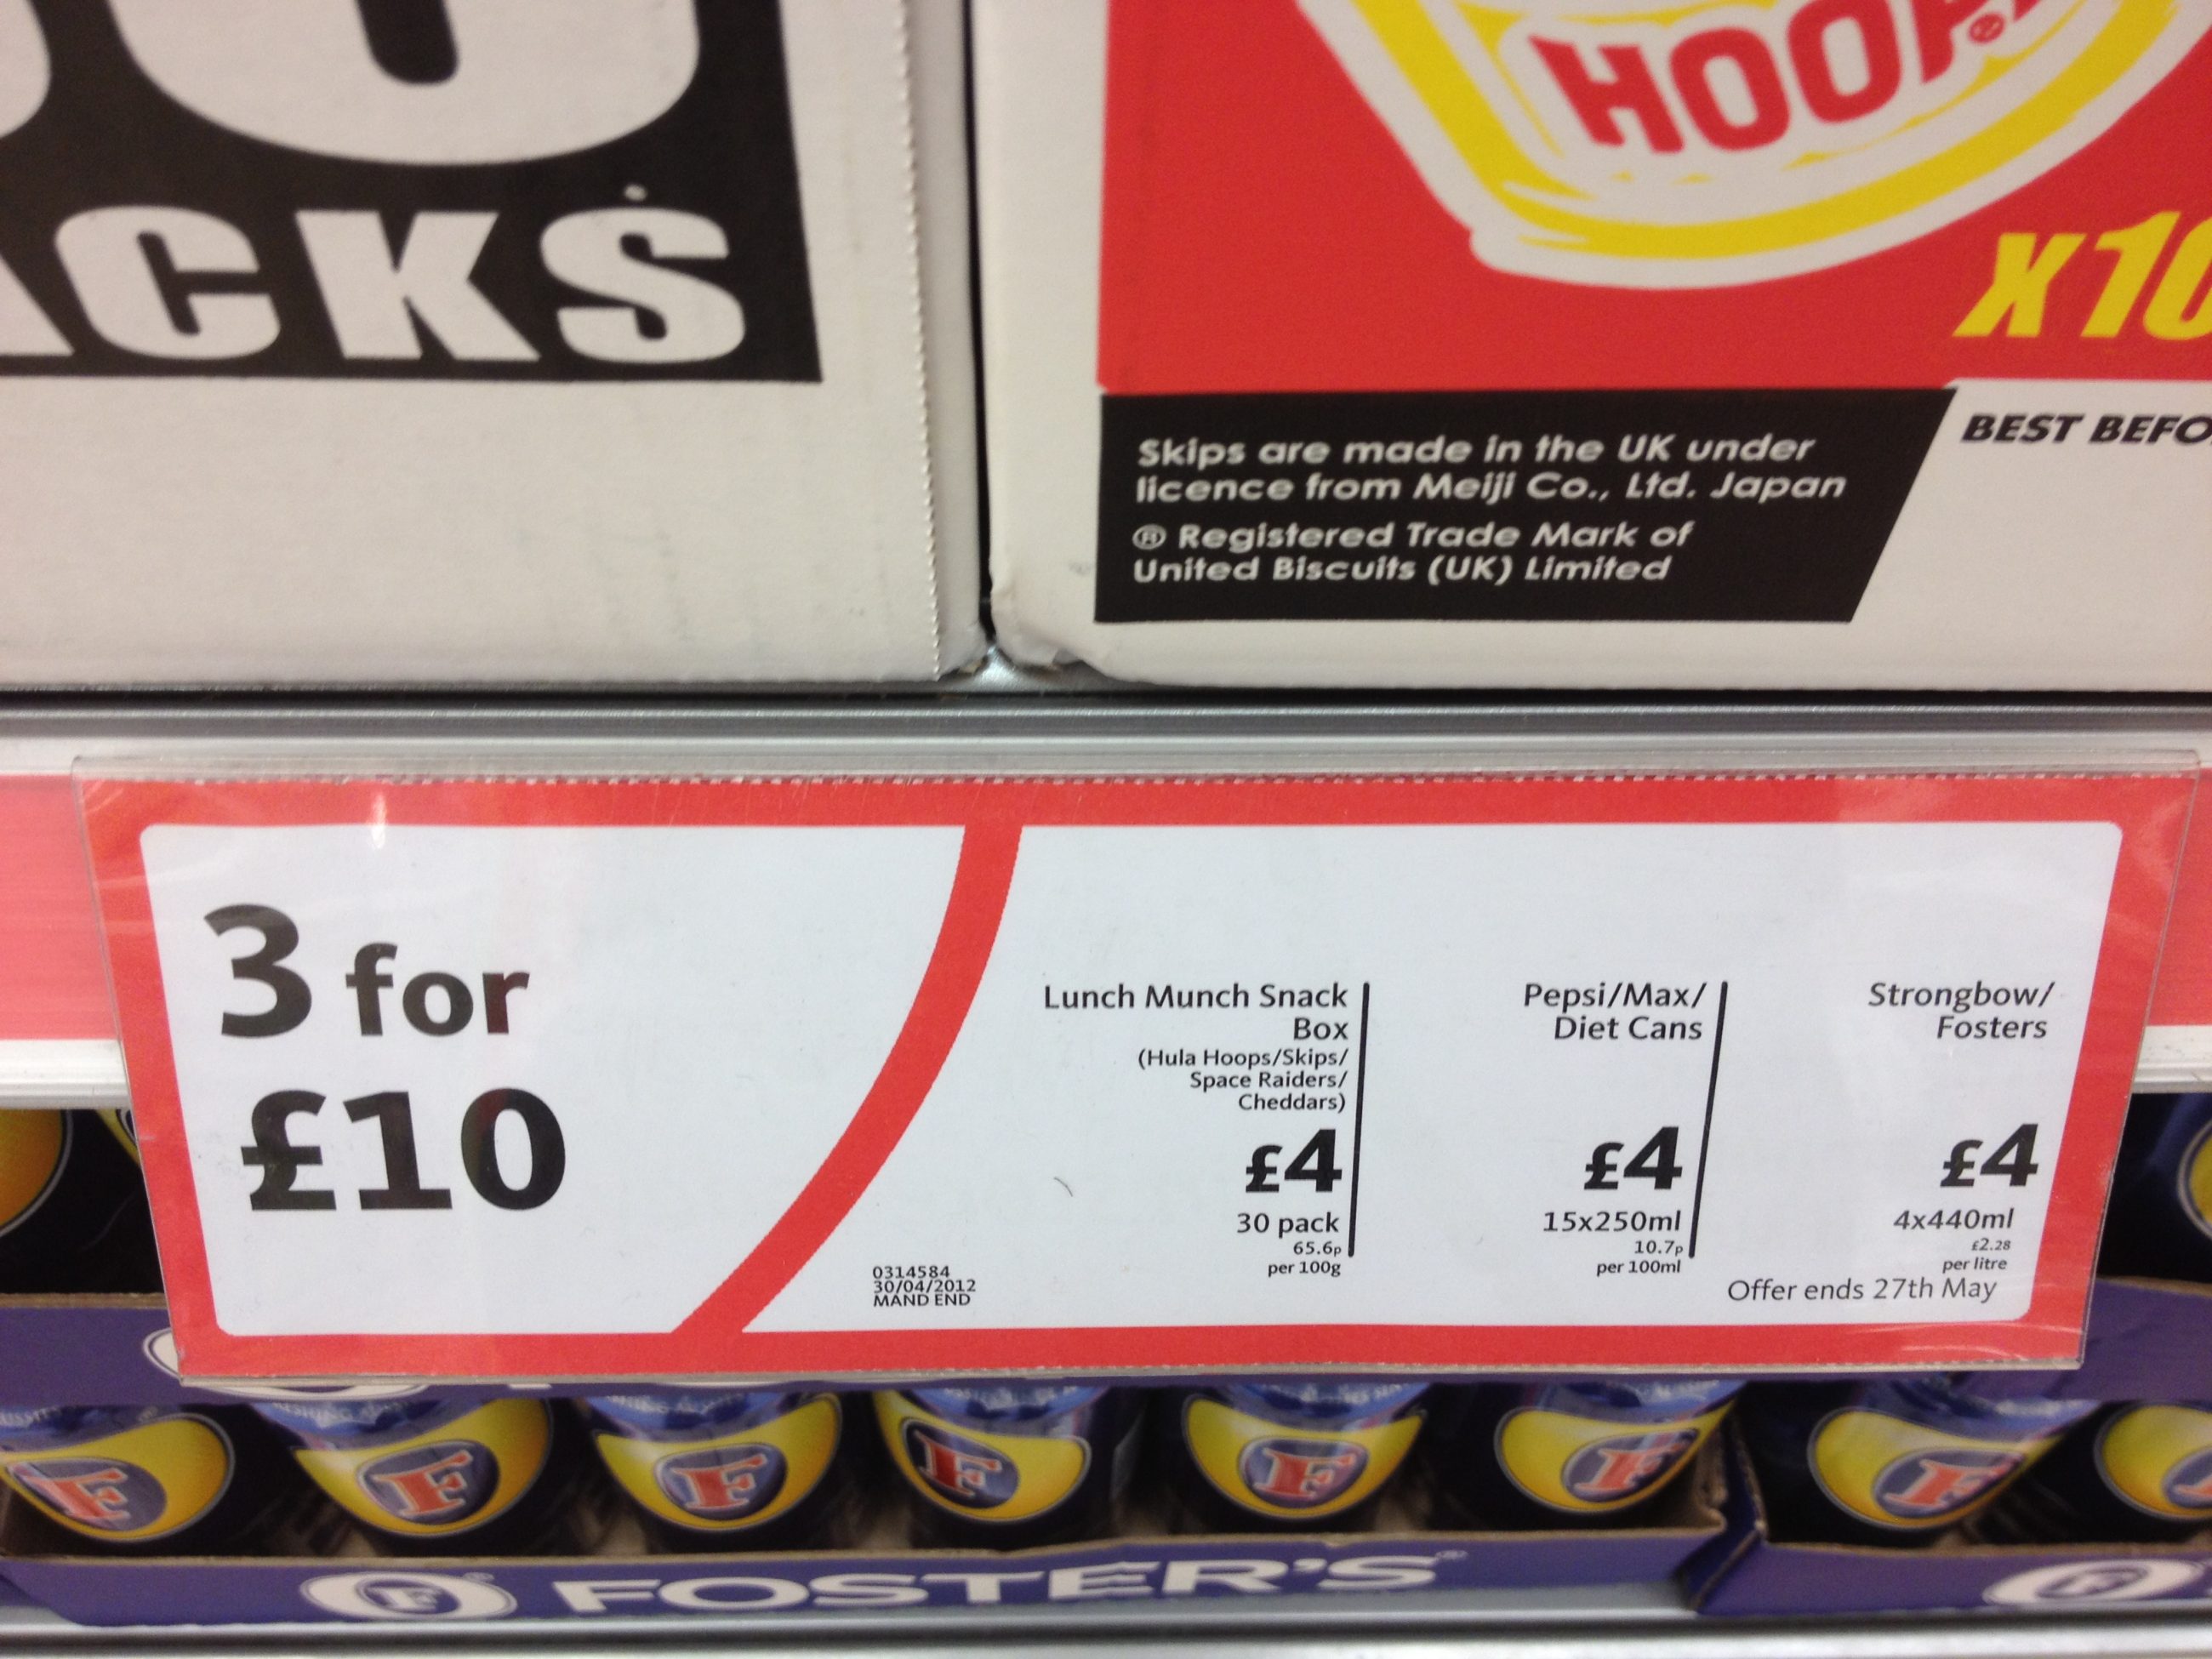 HOOP
X10
ACKS
BEST BEFO
Skips are made in the UK under
licence from Meiji Co., Ltd. Japan
® Registered Trade Mark of
United Biscuits (UK) Limited
3 for
£10
Lunch Munch Snack
Box
(Hula Hoops/Skips/
Space Raiders/
Cheddars)
£4
30 pack
65.6p
per 100g
Pepsi/Max/
Diet Cans
£4
15x250ml
10.7p
per 100ml
Strongbow/
Fosters
£4
4x440ml
£2.28
per litre
Offer ends 27th May
0314584
30/04/2012
MAND END
F F F F F F F
F FOSTER'S® F